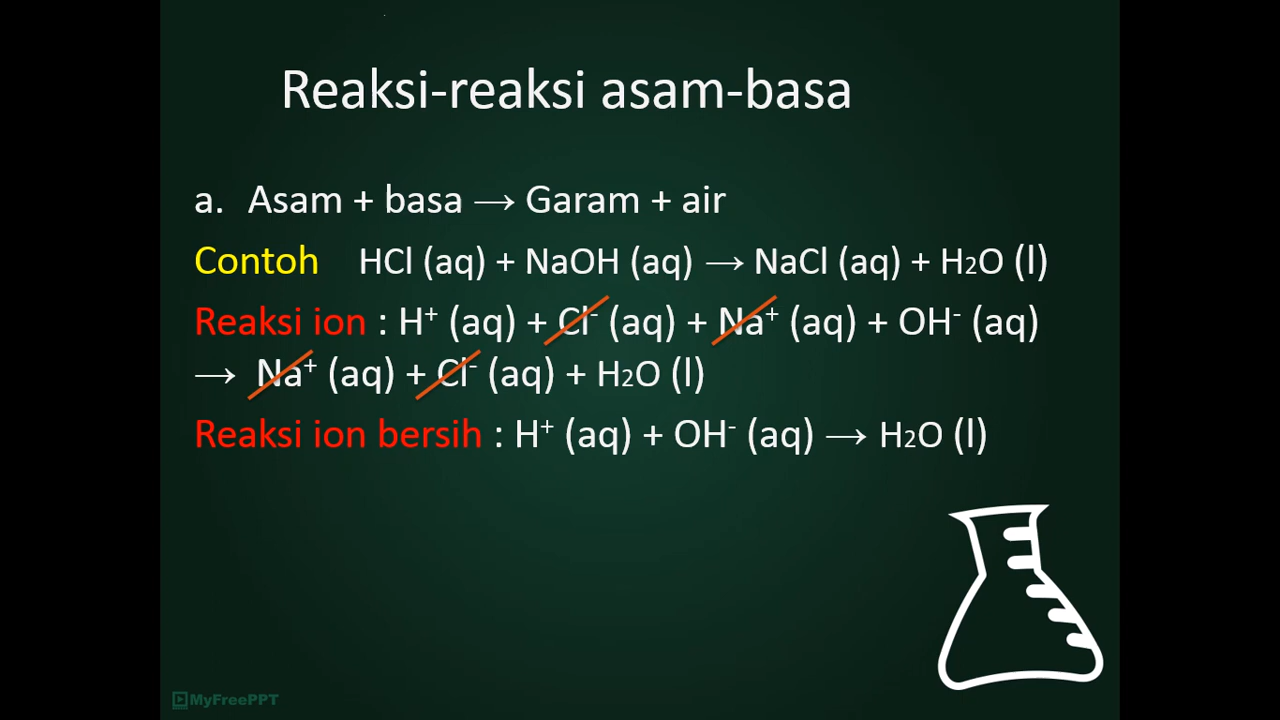 Reaksi-reaksi asam-basa
a. Asam + basa → Garam + air
Contoh HCl (aq) + NaOH (aq) → NaCl (aq) + H₂O (l)
Reaksi ion : H⁺ (aq) + Cl⁻ (aq) + Na⁺ (aq) + OH⁻ (aq)
→ Na⁺ (aq) + Cl⁻ (aq) + H₂O (l)
Reaksi ion bersih : H⁺ (aq) + OH⁻ (aq) → H₂O (l)
MyFreePPT